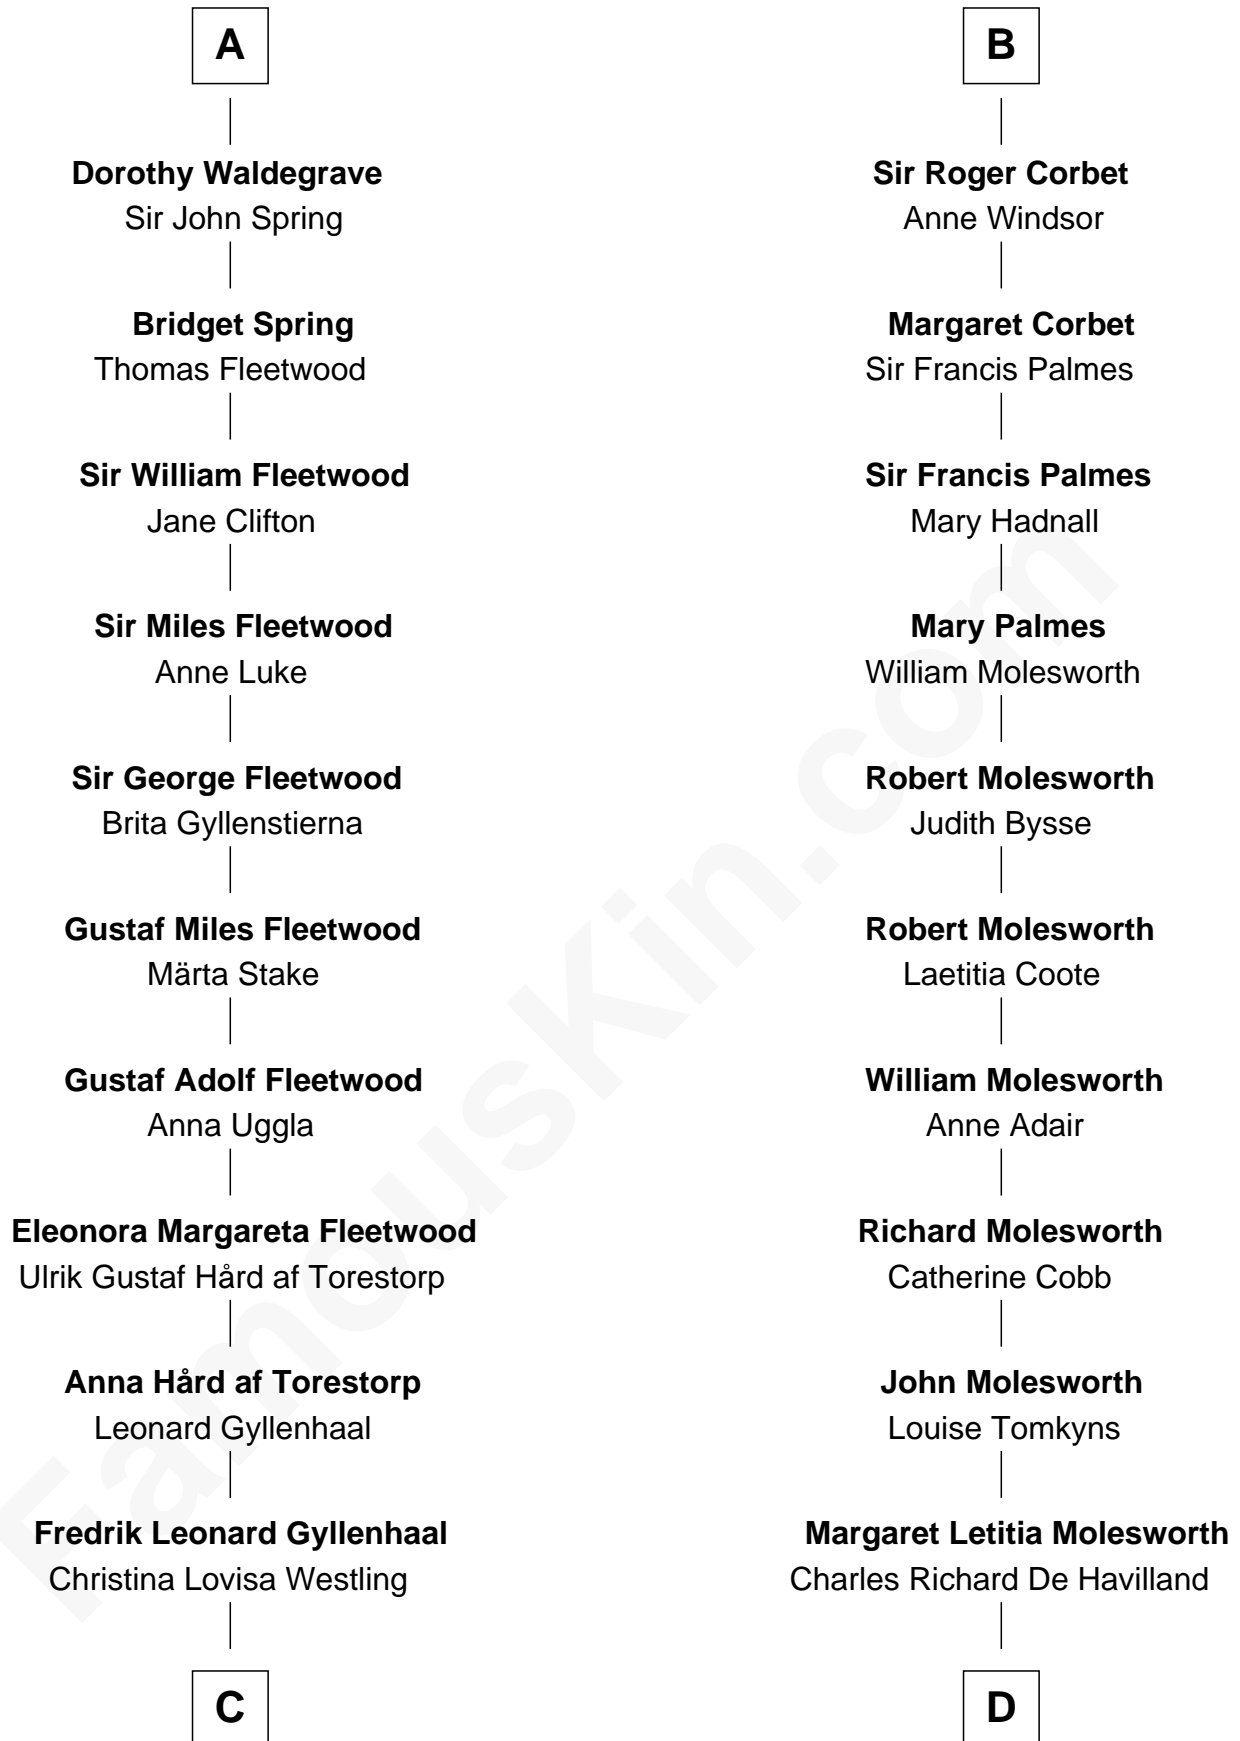 A
Dorothy Waldegrave
Sir John Spring
Bridget Spring
Thomas Fleetwood
Sir William Fleetwood
Jane Clifton
Sir Miles Fleetwood
Anne Luke
Sir George Fleetwood
Brita Gyllenstierna
Gustaf Miles Fleetwood
Märta Stake
Gustaf Adolf Fleetwood
Anna Uggla
Eleonora Margareta Fleetwood
Ulrik Gustaf Hård af Torestorp
Anna Hård af Torestorp
Leonard Gyllenhaal
Fredrik Leonard Gyllenhaal
Christina Lovisa Westling
C
B
Sir Roger Corbet
Anne Windsor
Margaret Corbet
Sir Francis Palmes
Sir Francis Palmes
Mary Hadnall
Mary Palmes
William Molesworth
Robert Molesworth
Judith Bysse
Robert Molesworth
Laetitia Coote
William Molesworth
Anne Adair
Richard Molesworth
Catherine Cobb
John Molesworth
Louise Tomkyns
Margaret Letitia Molesworth
Charles Richard De Havilland
D
FamousKin.com